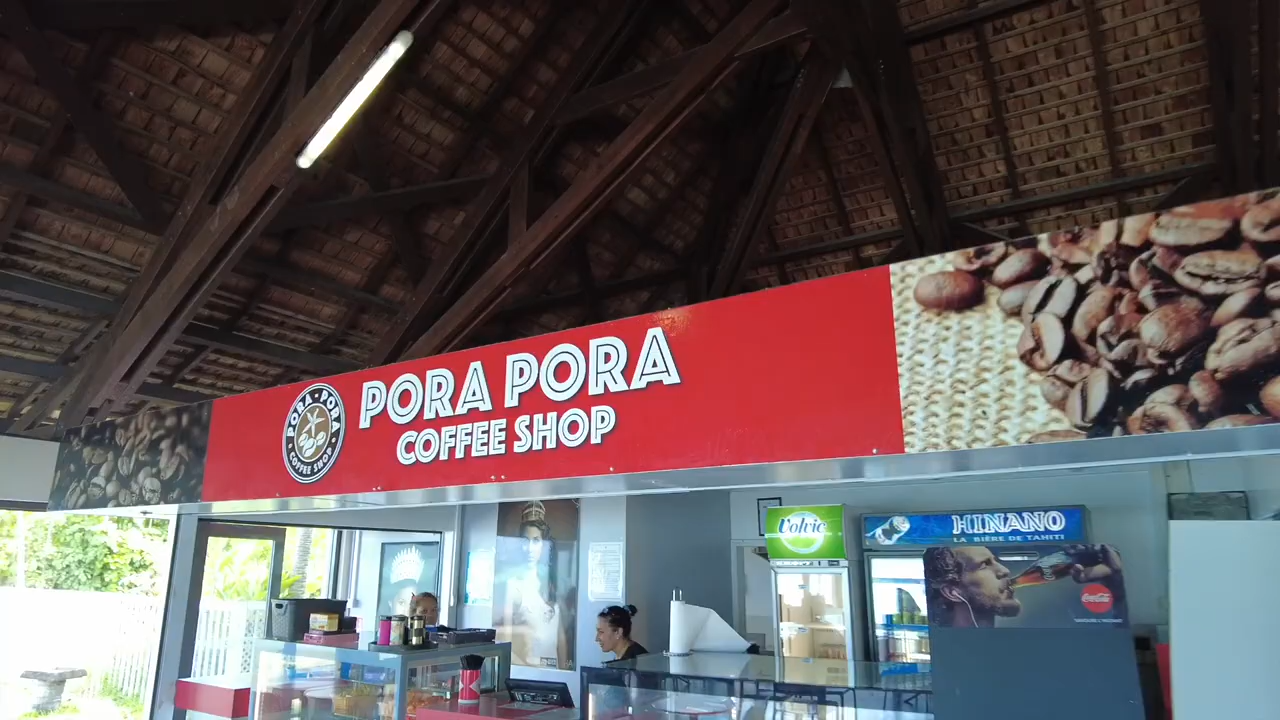 PORA PORA
COFFEE SHOP
PORA · PORA
COFFEE SHOP
Volvic
HINANO
LA BIÈRE DE TAHITI
Coca-Cola